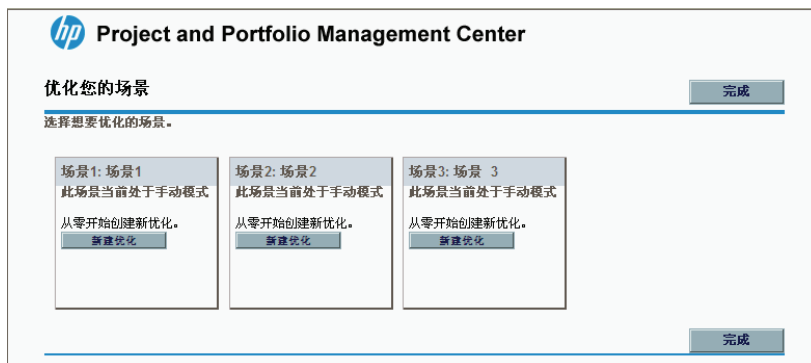 hp Project and Portfolio Management Center
优化您的场景
完成
选择想要优化的场景。
场景1: 场景1
此场景当前处于手动模式
从零开始创建新优化。
新建优化
场景2: 场景2
此场景当前处于手动模式
从零开始创建新优化。
新建优化
场景3: 场景 3
此场景当前处于手动模式
从零开始创建新优化。
新建优化
完成